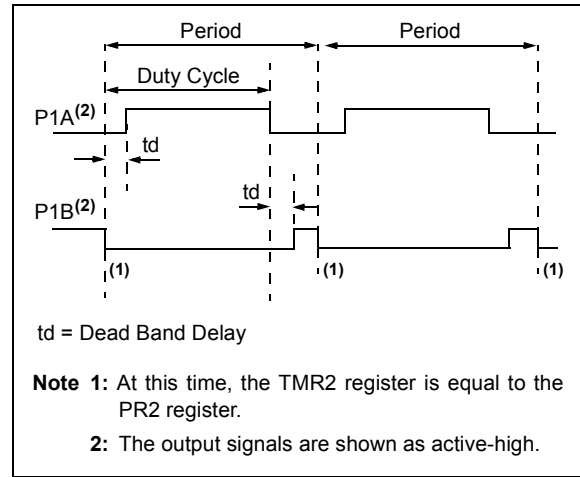 Period Period
Duty Cycle
P1A(2)
td
td
P1B(2)
(1) (1) (1)
td = Dead Band Delay
Note 1: At this time, the TMR2 register is equal to the
PR2 register.
2: The output signals are shown as active-high.